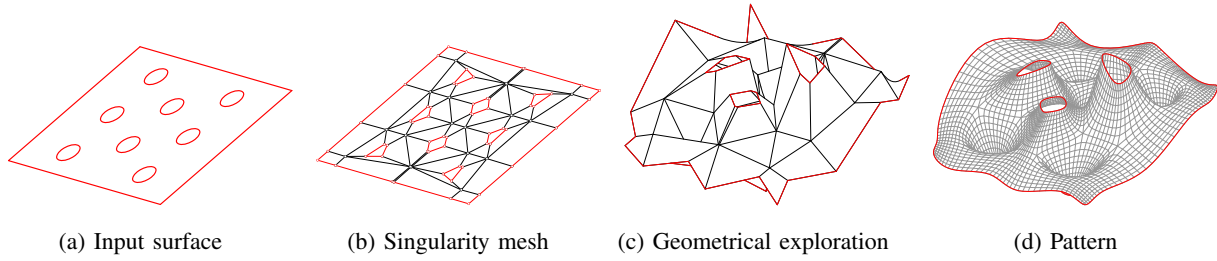 (a) Input surface
(b) Singularity mesh
(c) Geometrical exploration
(d) Pattern